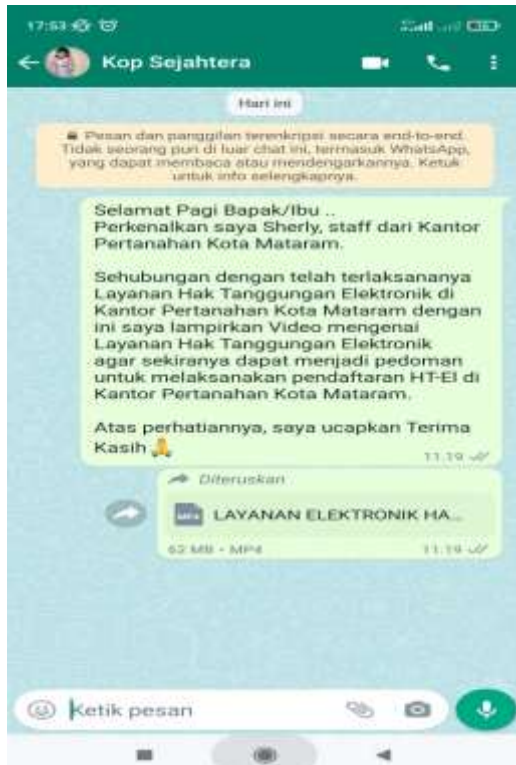 17:53
Kop Sejahtera
Hari ini
Pesan dan panggilan terenkripsi secara end-to-end.
Tidak seorang pun di luar chat ini, termasuk WhatsApp,
yang dapat membaca atau mendengarkannya. Ketuk
untuk info selengkapnya.
Selamat Pagi Bapak/Ibu ..
Perkenalkan saya Sherly, staff dari Kantor
Pertanahan Kota Mataram.
Sehubungan dengan telah terlaksananya
Layanan Hak Tanggungan Elektronik di
Kantor Pertanahan Kota Mataram dengan
ini saya lampirkan Video mengenai
Layanan Hak Tanggungan Elektronik
agar sekiranya dapat menjadi pedoman
untuk melaksanakan pendaftaran HT-El di
Kantor Pertanahan Kota Mataram.
Atas perhatiannya, saya ucapkan Terima
Kasih 🙏
11.19
Diteruskan
LAYANAN ELEKTRONIK HA...
62 MB - MP4
11.19
Ketik pesan